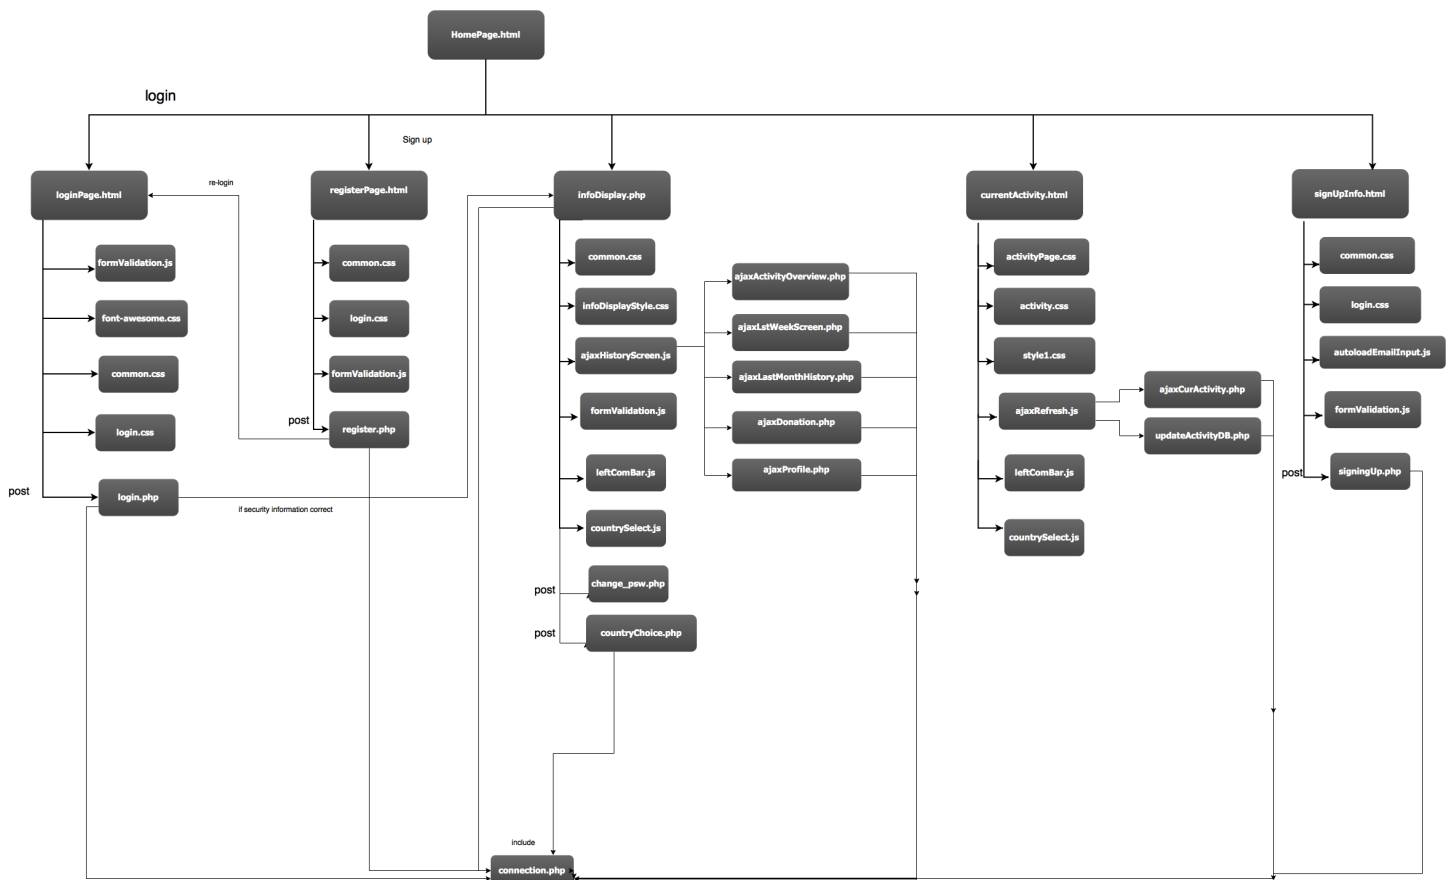 HomePage.html
login
Sign up
loginPage.html
re-login
registerPage.html
infoDisplay.php
currentActivity.html
signUpInfo.html
formValidation.js
font-awesome.css
common.css
login.css
post
login.php
if security information correct
common.css
login.css
formValidation.js
post
register.php
common.css
infoDisplayStyle.css
ajaxHistoryScreen.js
formValidation.js
leftComBar.js
countrySelect.js
post
change_psw.php
post
countryChoice.php
ajaxActivityOverview.php
ajaxLstWeekScreen.php
ajaxLastMonthHistory.php
ajaxDonation.php
ajaxProfile.php
activityPage.css
activity.css
style1.css
ajaxRefresh.js
leftComBar.js
countrySelect.js
ajaxCurActivity.php
updateActivityDB.php
common.css
login.css
autoloadEmailInput.js
formValidation.js
post
signingUp.php
include
connection.php